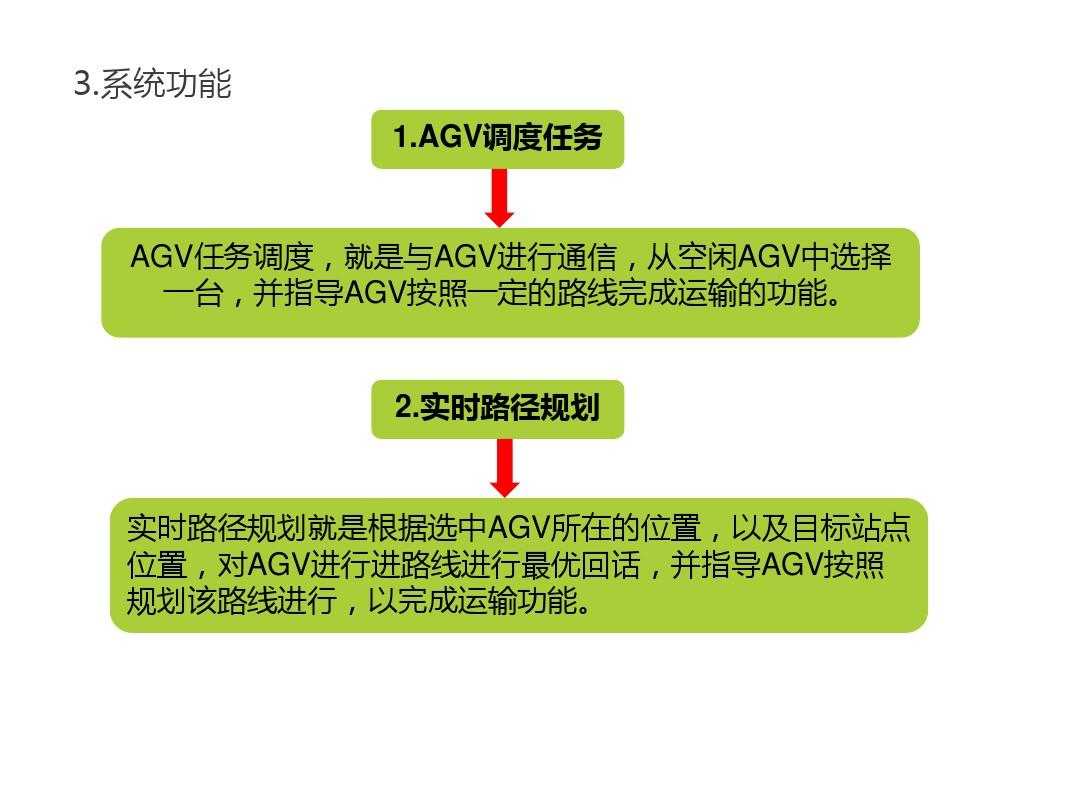 3.系统功能
1.AGV调度任务
AGV任务调度，就是与AGV进行通信，从空闲AGV中选择
一台，并指导AGV按照一定的路线完成运输的功能。
2.实时路径规划
实时路径规划就是根据选中AGV所在的位置，以及目标站点
位置，对AGV进行进路线进行最优回话，并指导AGV按照
规划该路线进行，以完成运输功能。